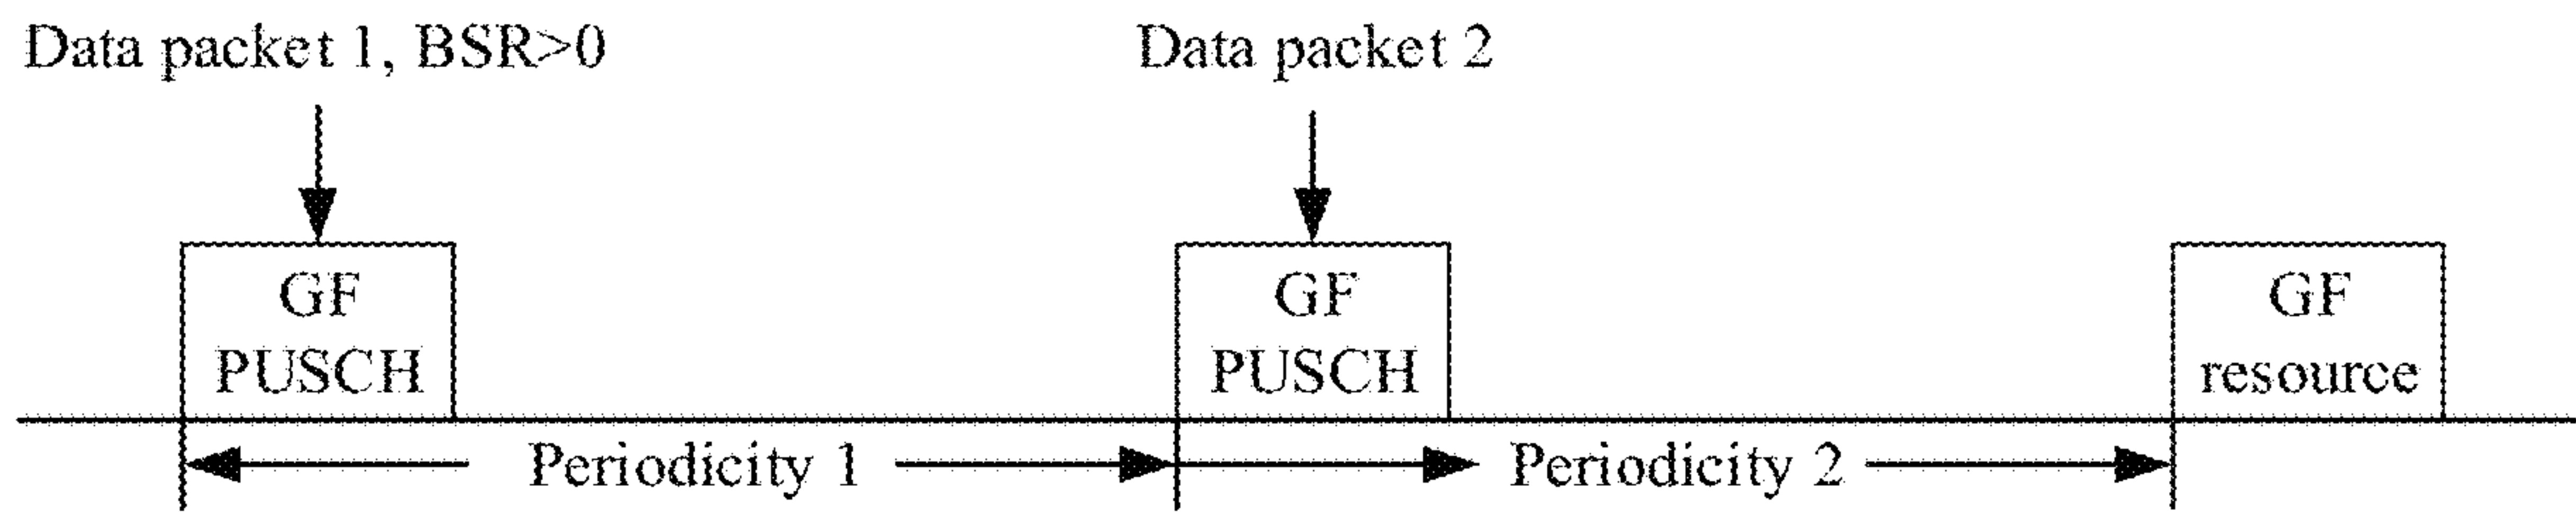 Data packet 1, BSR>0
Data packet 2
GF
PUSCH
GF
PUSCH
GF
resource
Periodicity 1
Periodicity 2